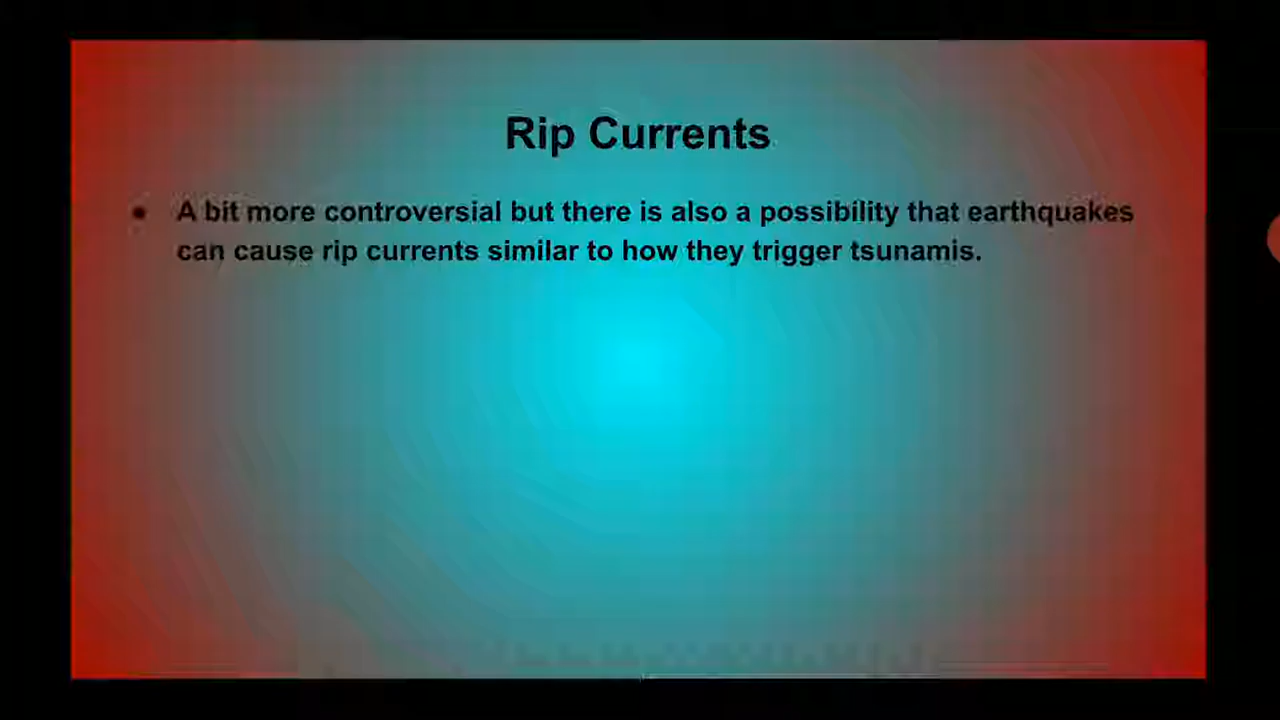 Rip Currents
● A bit more controversial but there is also a possibility that earthquakes
can cause rip currents similar to how they trigger tsunamis.